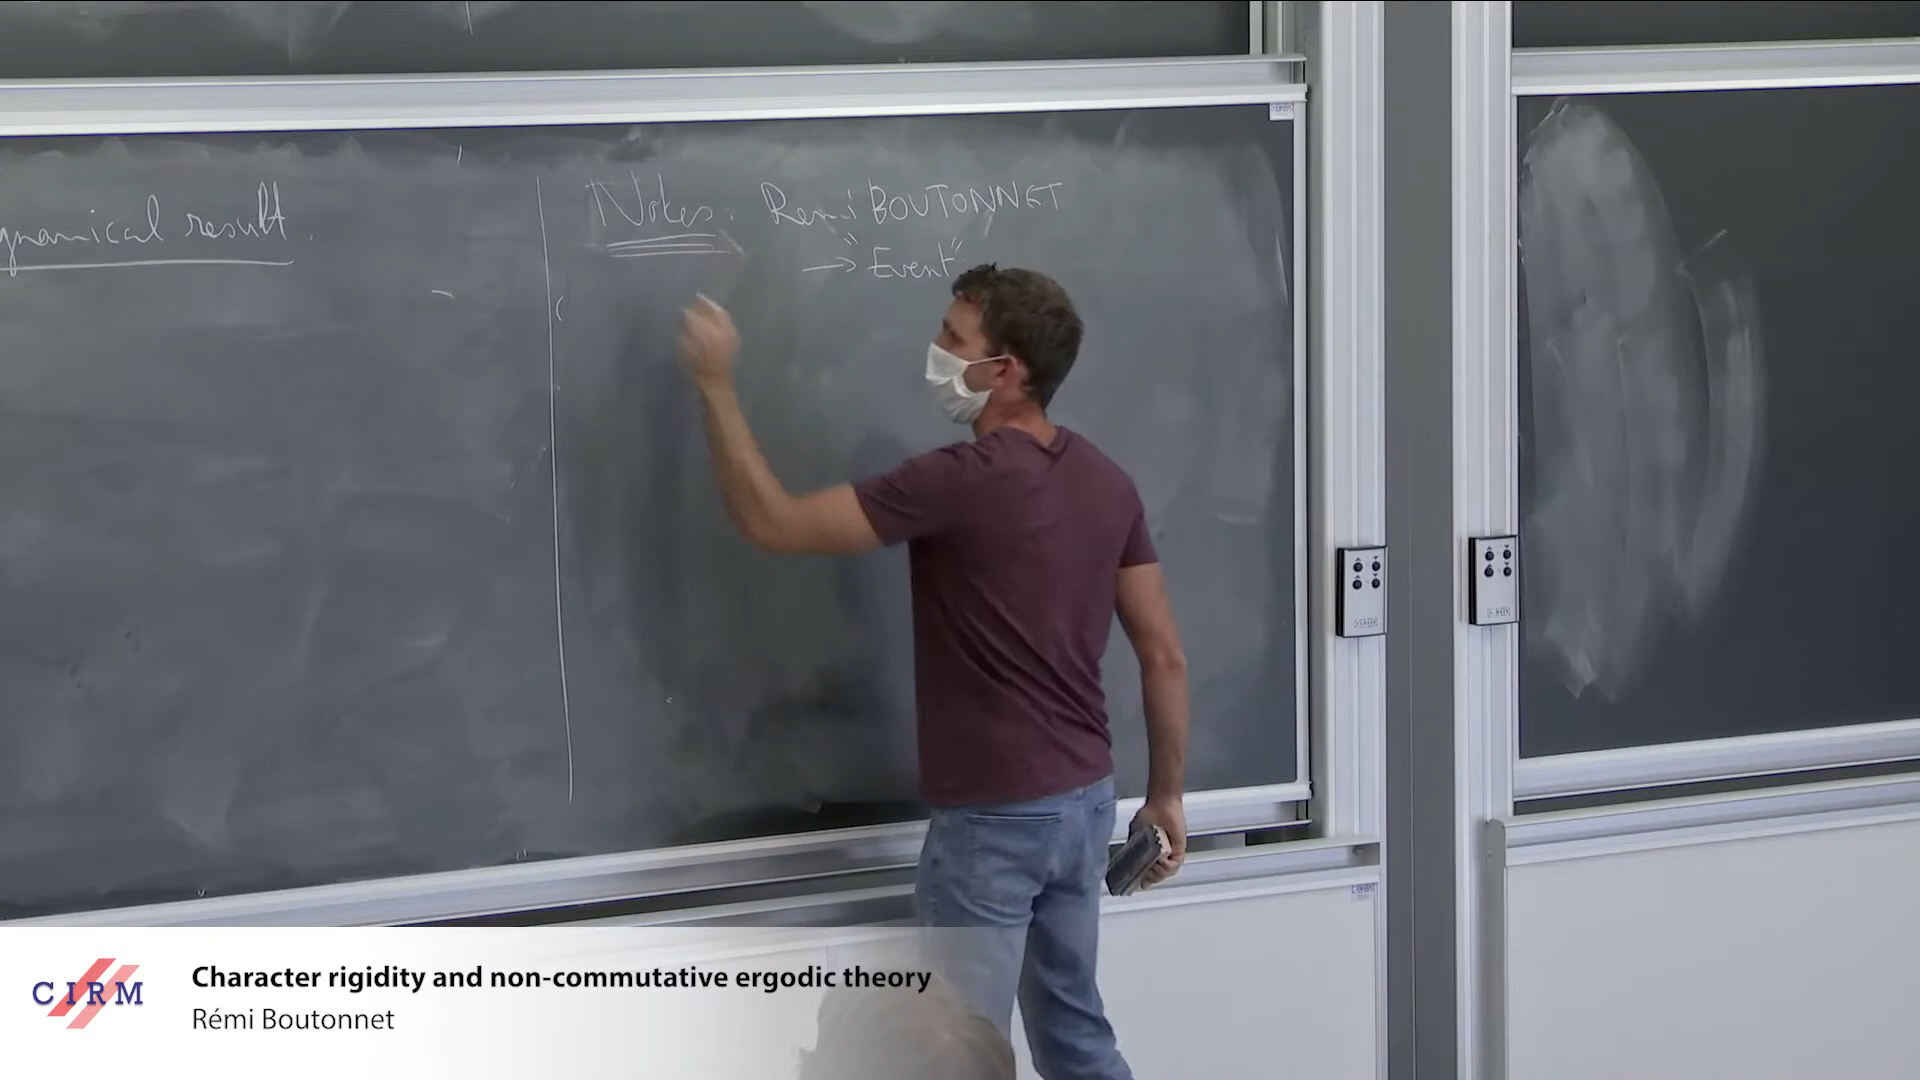 ynamical result.
Notes: Rémi BOUTONNET
→ "Event"
CIRM
Character rigidity and non-commutative ergodic theory
Rémi Boutonnet